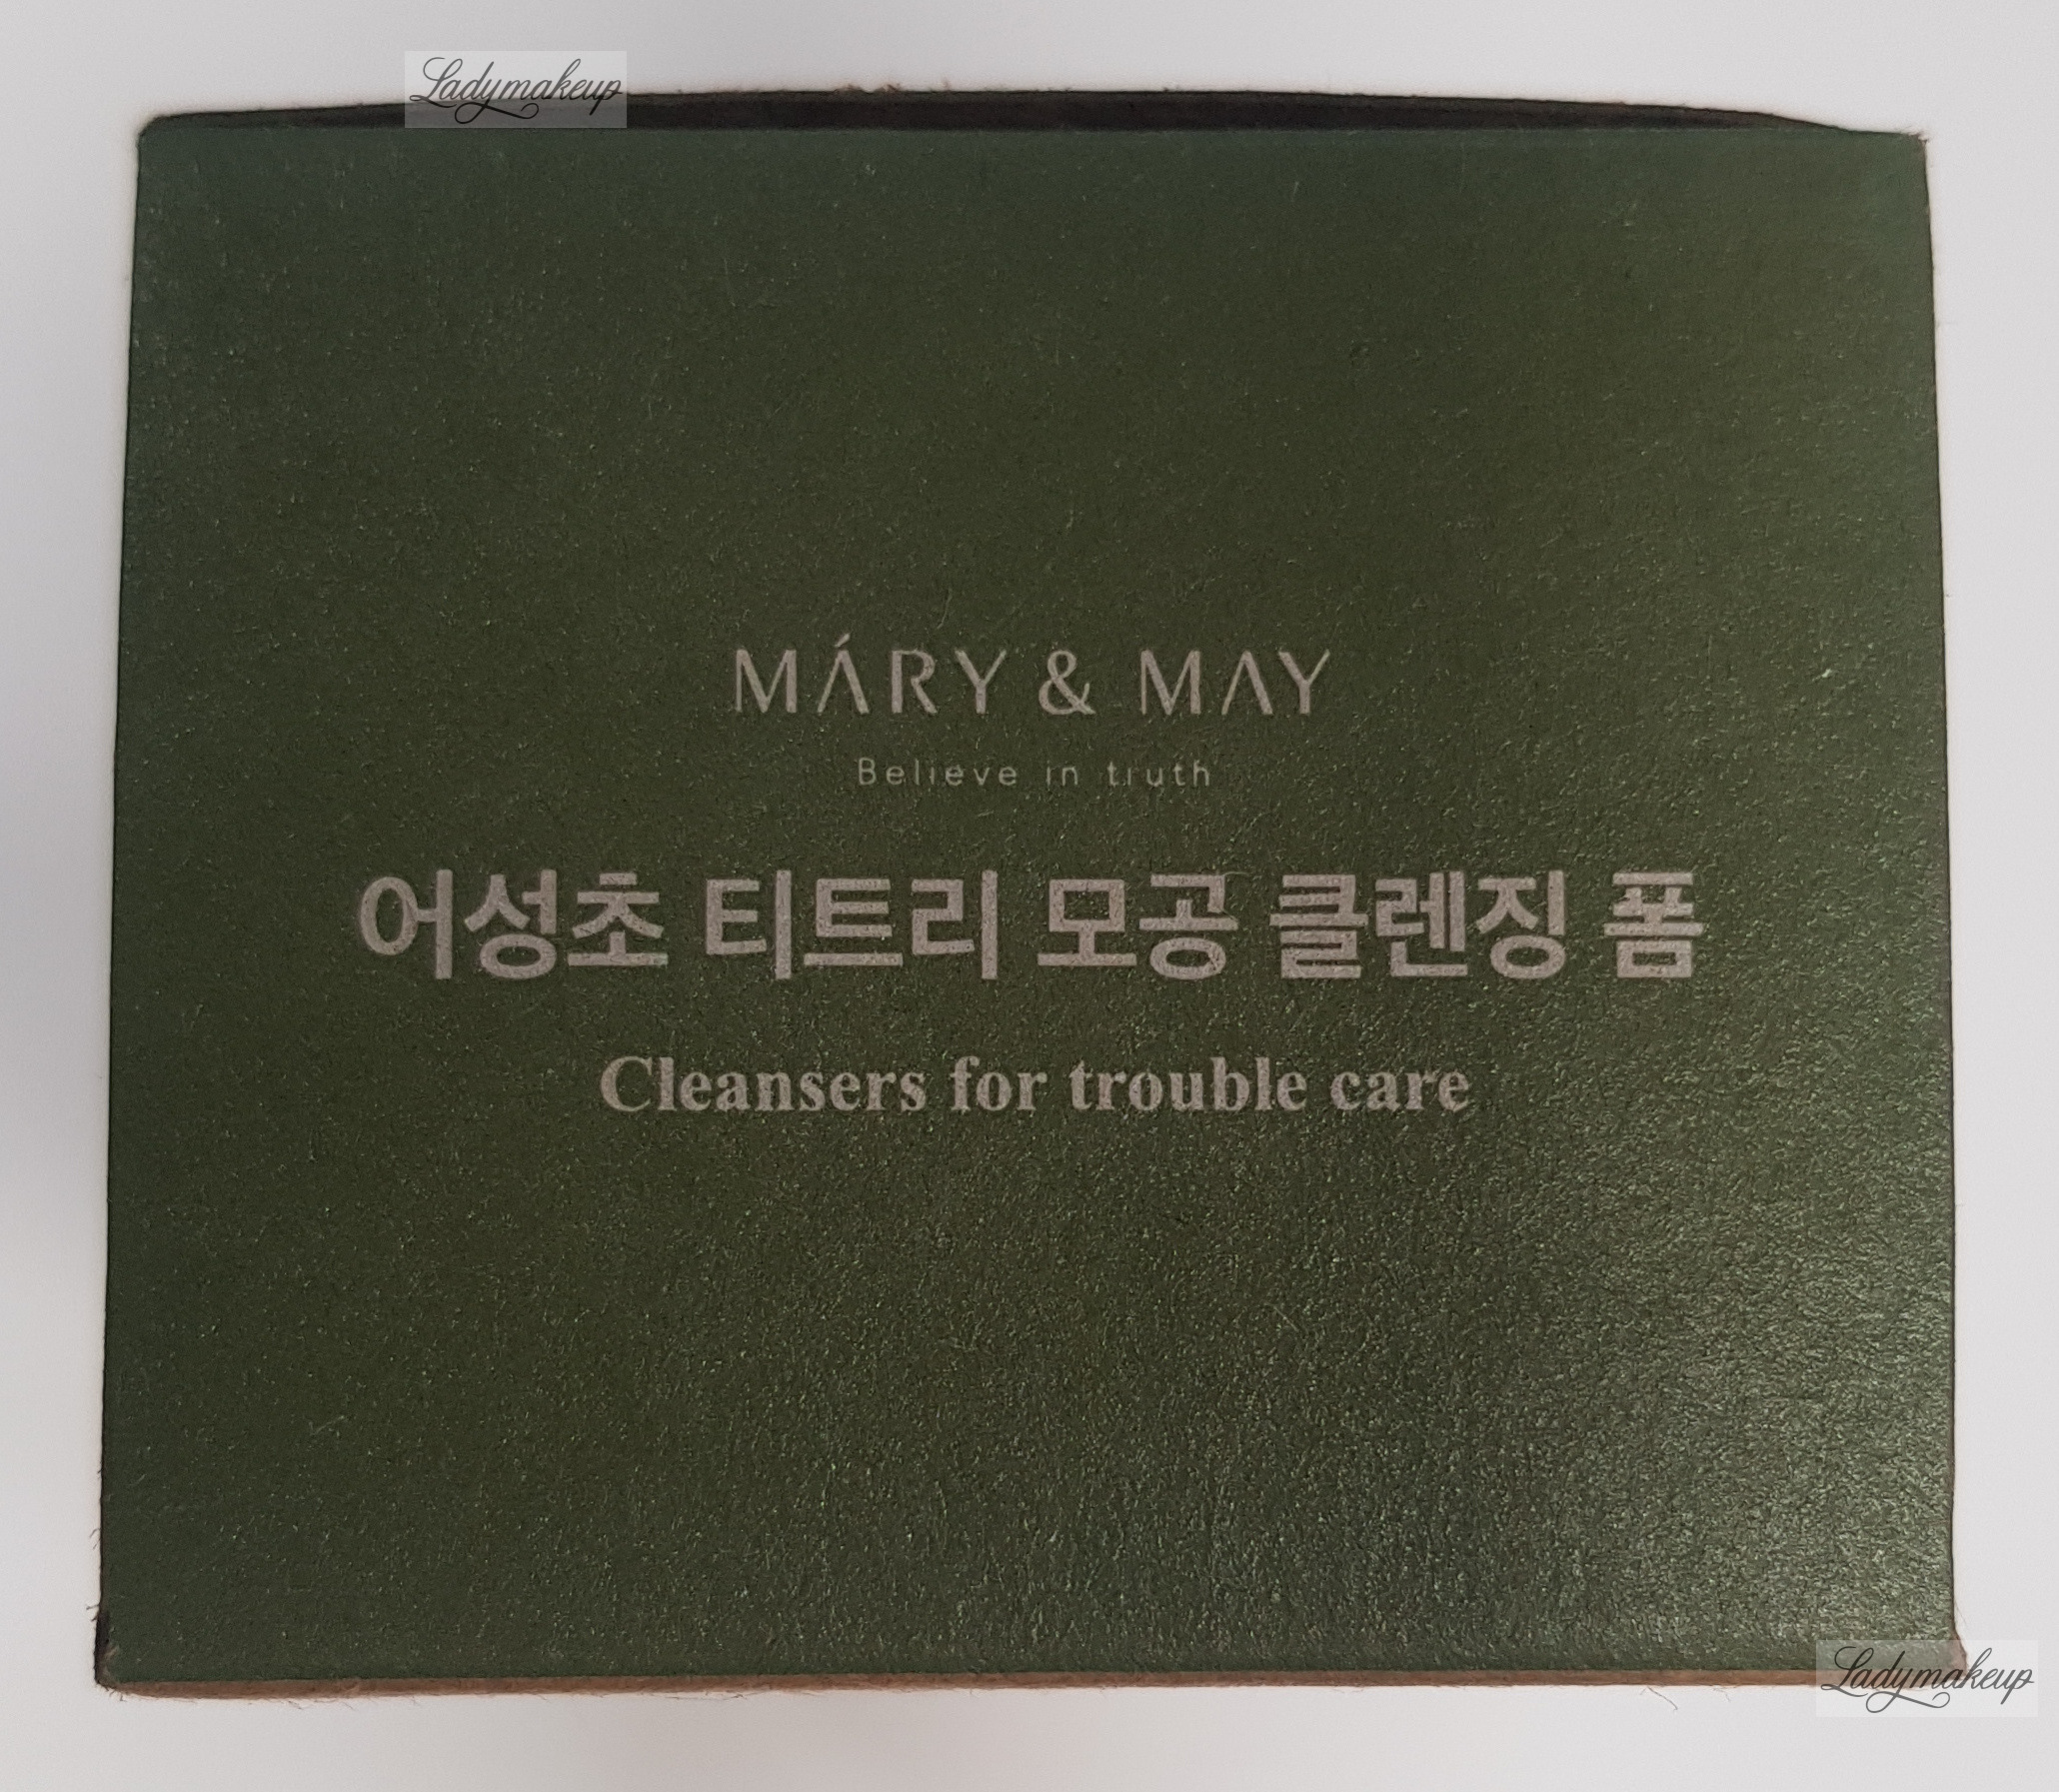 Ladymakeup
MÁRY & MAY
Believe in truth
어성초 티트리 모공 클렌징 폼
Cleansers for trouble care
Ladymakeup